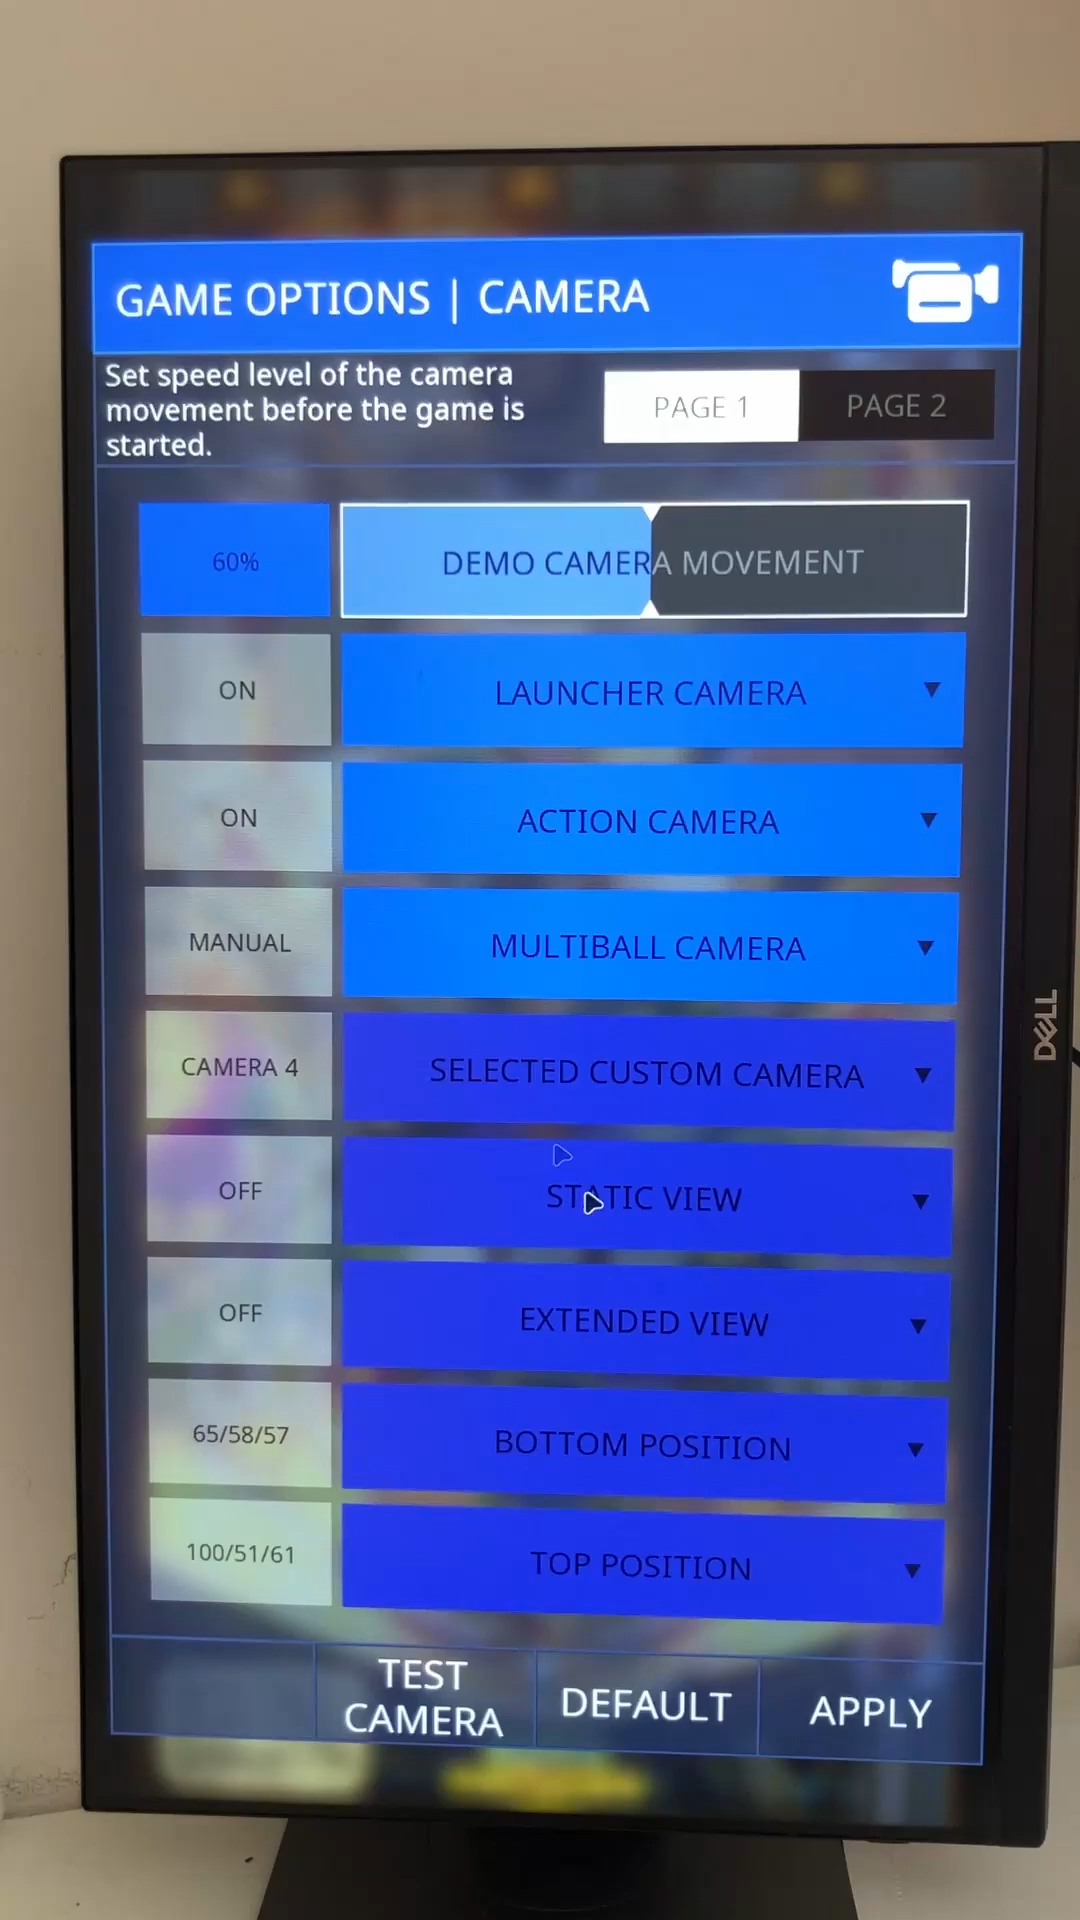 GAME OPTIONS | CAMERA
Set speed level of the camera
movement before the game is
started.
PAGE 1
PAGE 2
60%
DEMO CAMERA MOVEMENT
ON
LAUNCHER CAMERA
ON
ACTION CAMERA
MANUAL
MULTIBALL CAMERA
CAMERA 4
SELECTED CUSTOM CAMERA
OFF
STATIC VIEW
OFF
EXTENDED VIEW
65/58/57
BOTTOM POSITION
100/51/61
TOP POSITION
TEST
CAMERA
DEFAULT
APPLY
DELL